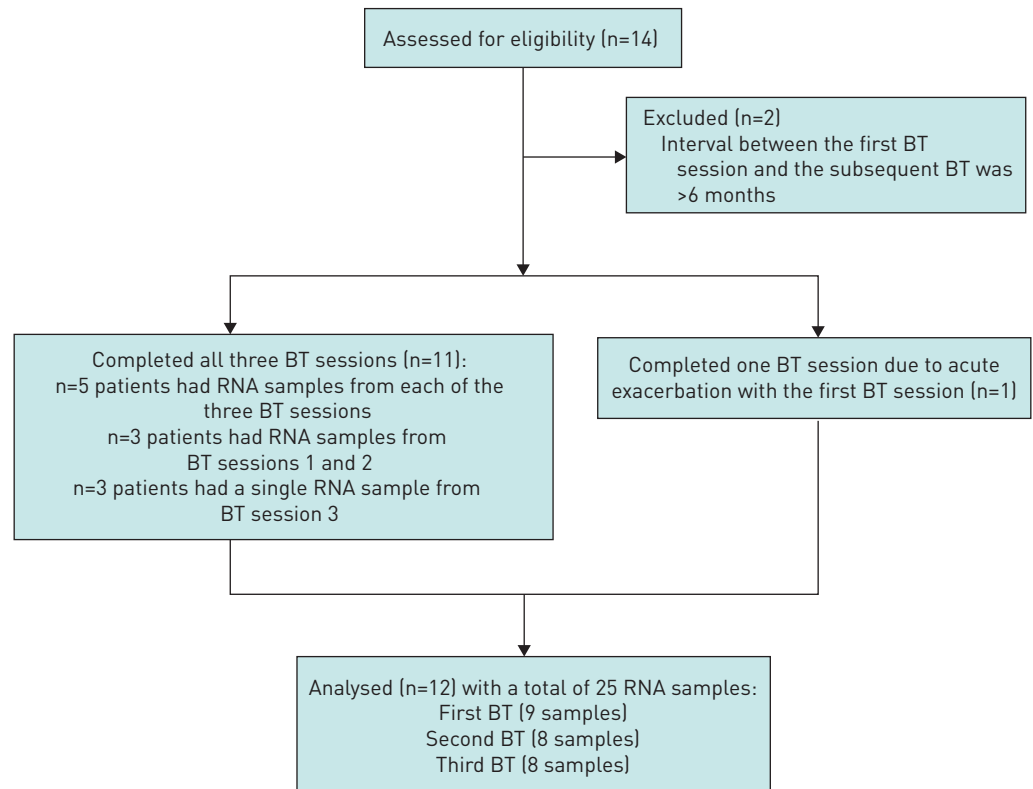 Assessed for eligibility (n=14)
Excluded (n=2)
Interval between the first BT
session and the subsequent BT was
>6 months
Completed all three BT sessions (n=11):
n=5 patients had RNA samples from each of the
three BT sessions
n=3 patients had RNA samples from
BT sessions 1 and 2
n=3 patients had a single RNA sample from
BT session 3
Completed one BT session due to acute
exacerbation with the first BT session (n=1)
Analysed (n=12) with a total of 25 RNA samples:
First BT (9 samples)
Second BT (8 samples)
Third BT (8 samples)